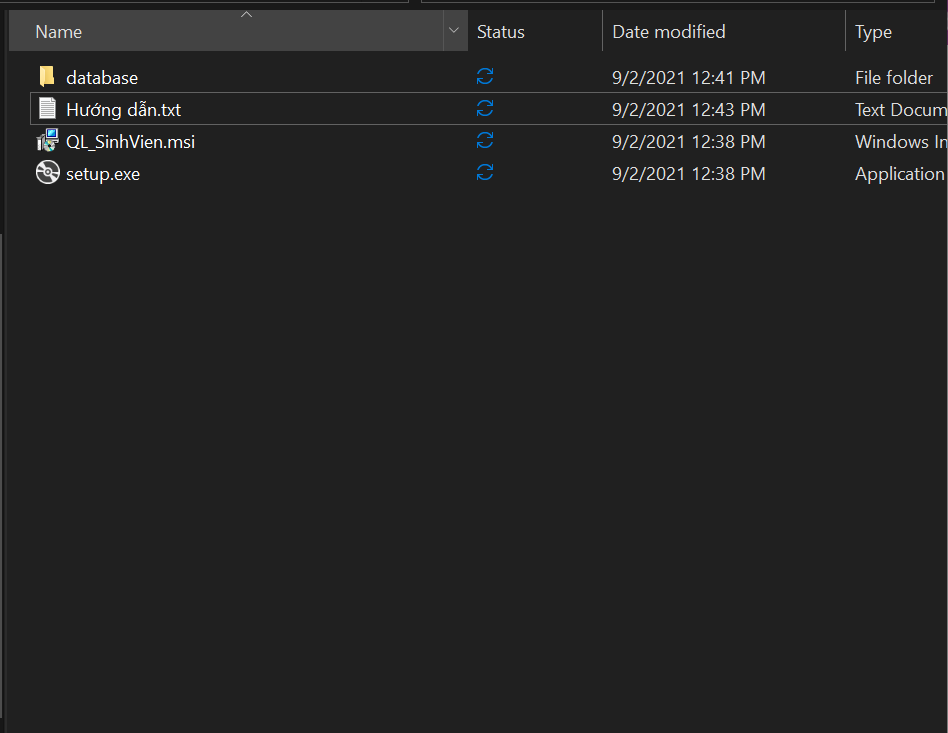 Name Status Date modified Type
database 9/2/2021 12:41 PM File folder
Hướng dẫn.txt 9/2/2021 12:43 PM Text Docum
QL_SinhVien.msi 9/2/2021 12:38 PM Windows In
setup.exe 9/2/2021 12:38 PM Application